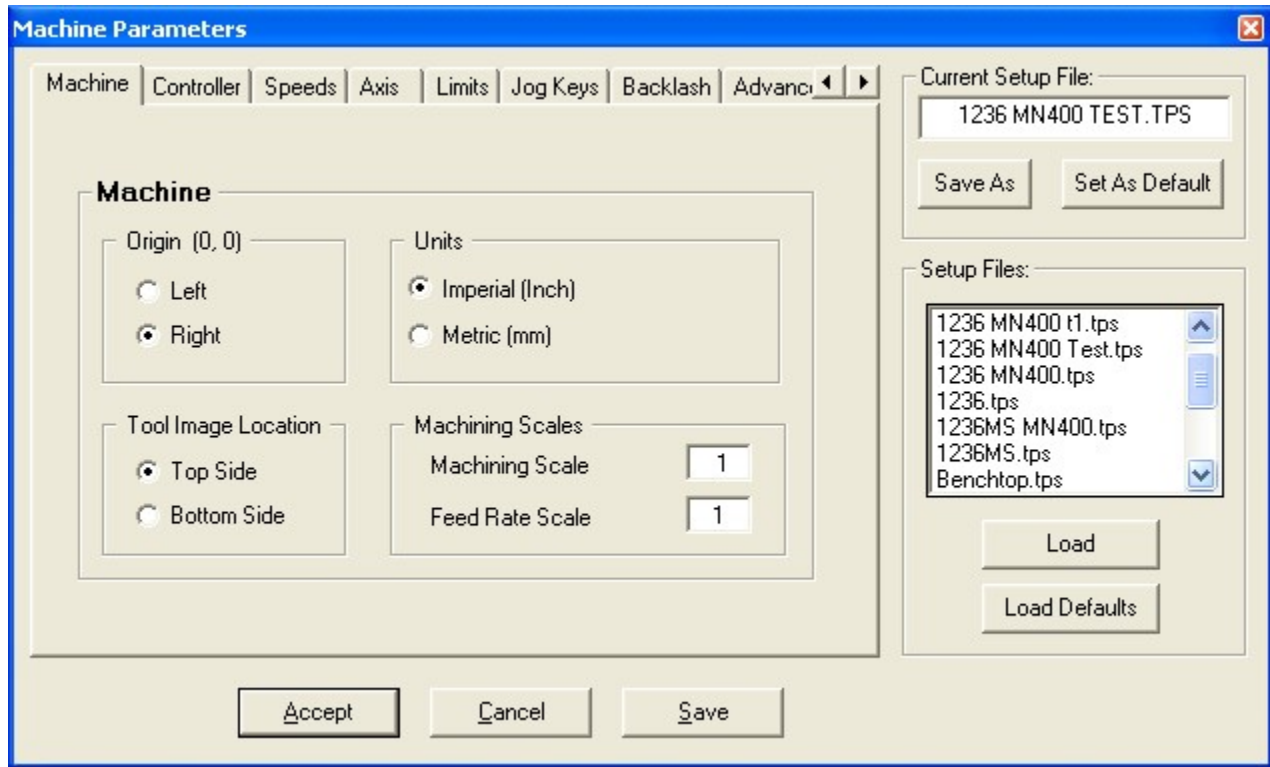 Machine Parameters
Machine Controller Speeds Axis Limits Jog Keys Backlash Advanc
Machine
Origin (0, 0)
Left
Right
Units
Imperial (Inch)
Metric (mm)
Tool Image Location
Top Side
Bottom Side
Machining Scales
Machining Scale 1
Feed Rate Scale 1
Current Setup File:
1236 MN400 TEST.TPS
Save As Set As Default
Setup Files:
1236 MN400 t1.tps
1236 MN400 Test.tps
1236 MN400.tps
1236.tps
1236MS MN400.tps
1236MS.tps
Benchtop.tps
Load
Load Defaults
Accept Cancel Save